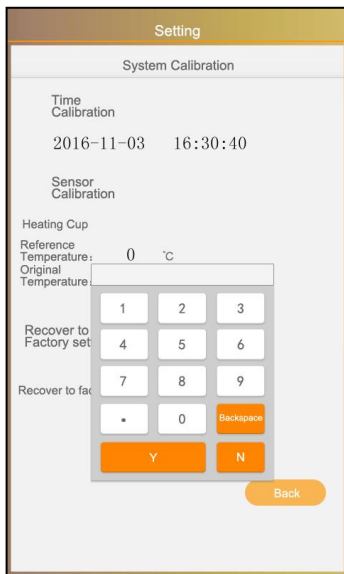 Setting
System Calibration
Time
Calibration
2016-11-03 16:30:40
Sensor
Calibration
Heating Cup
Reference
Temperature: 0 °C
Original
Temperature:
1 2 3
Recover to
Factory set
4 5 6
7 8 9
Recover to fac
. 0 Backspace
Y N
Back